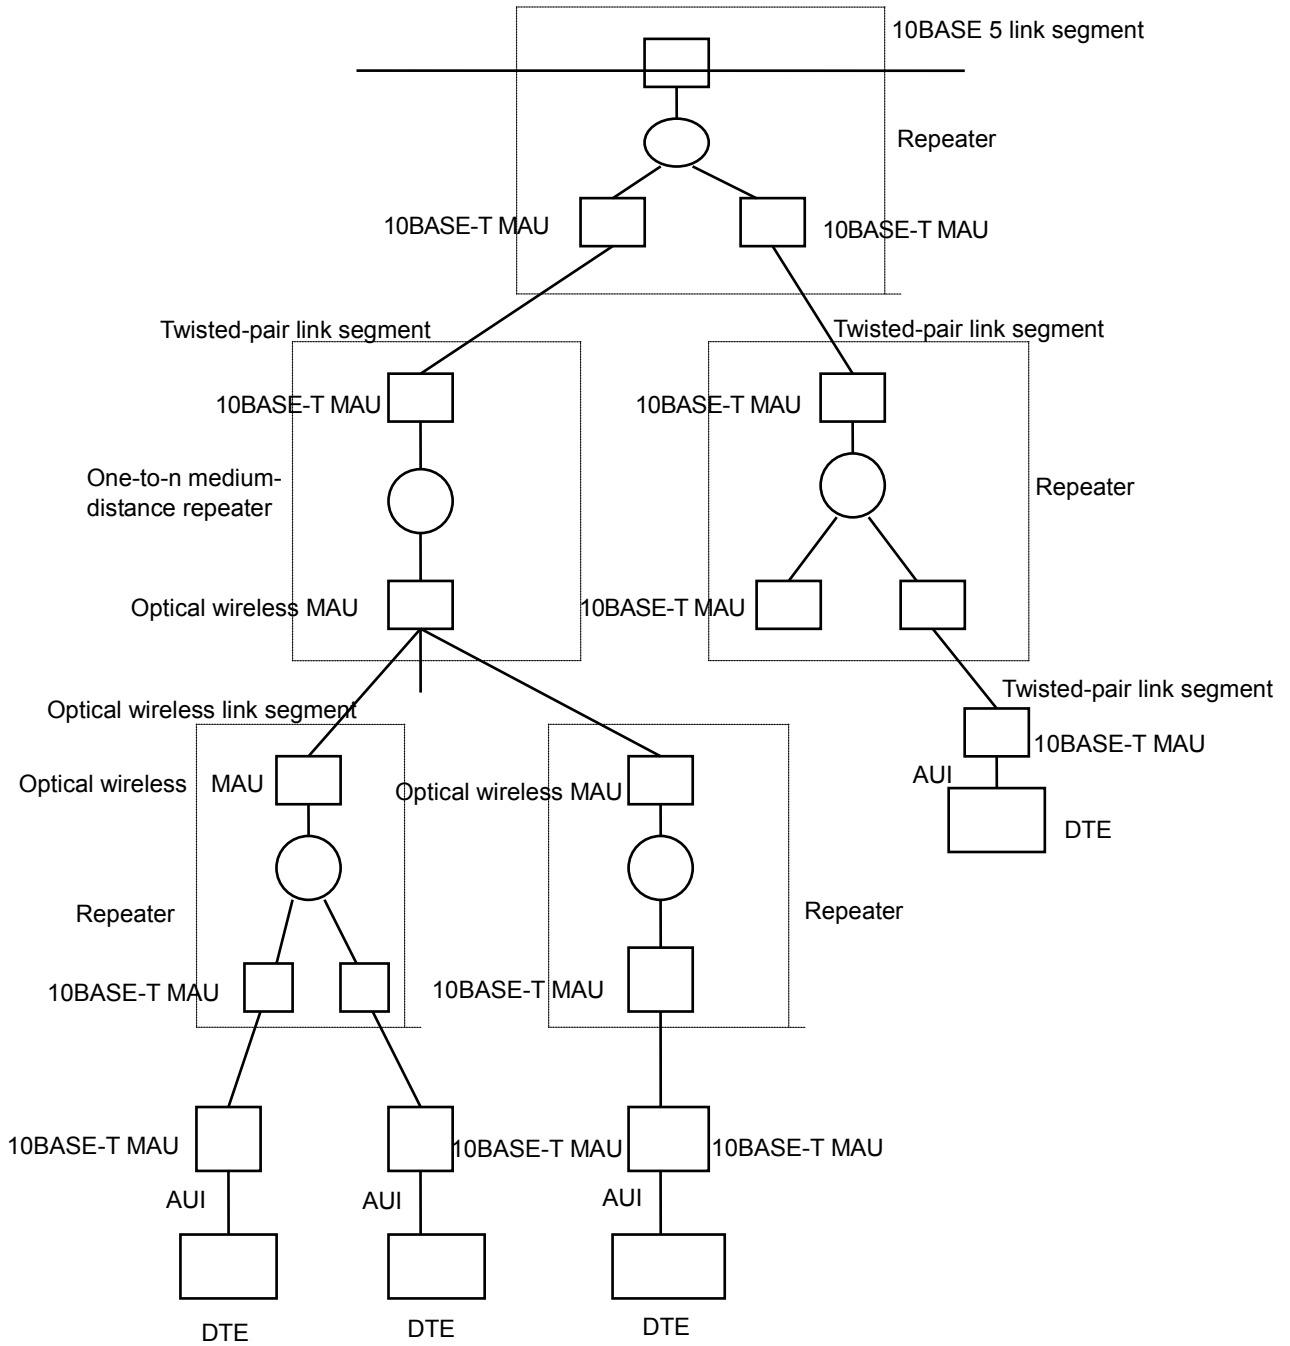 10BASE 5 link segment
Repeater
10BASE-T MAU
10BASE-T MAU
Twisted-pair link segment
Twisted-pair link segment
10BASE-T MAU
10BASE-T MAU
One-to-n medium-
distance repeater
Repeater
Optical wireless MAU
10BASE-T MAU
Twisted-pair link segment
Optical wireless link segment
10BASE-T MAU
AUI
Optical wireless MAU
Optical wireless MAU
DTE
Repeater
Repeater
10BASE-T MAU
10BASE-T MAU
10BASE-T MAU
10BASE-T MAU
10BASE-T MAU
AUI
AUI
AUI
DTE
DTE
DTE